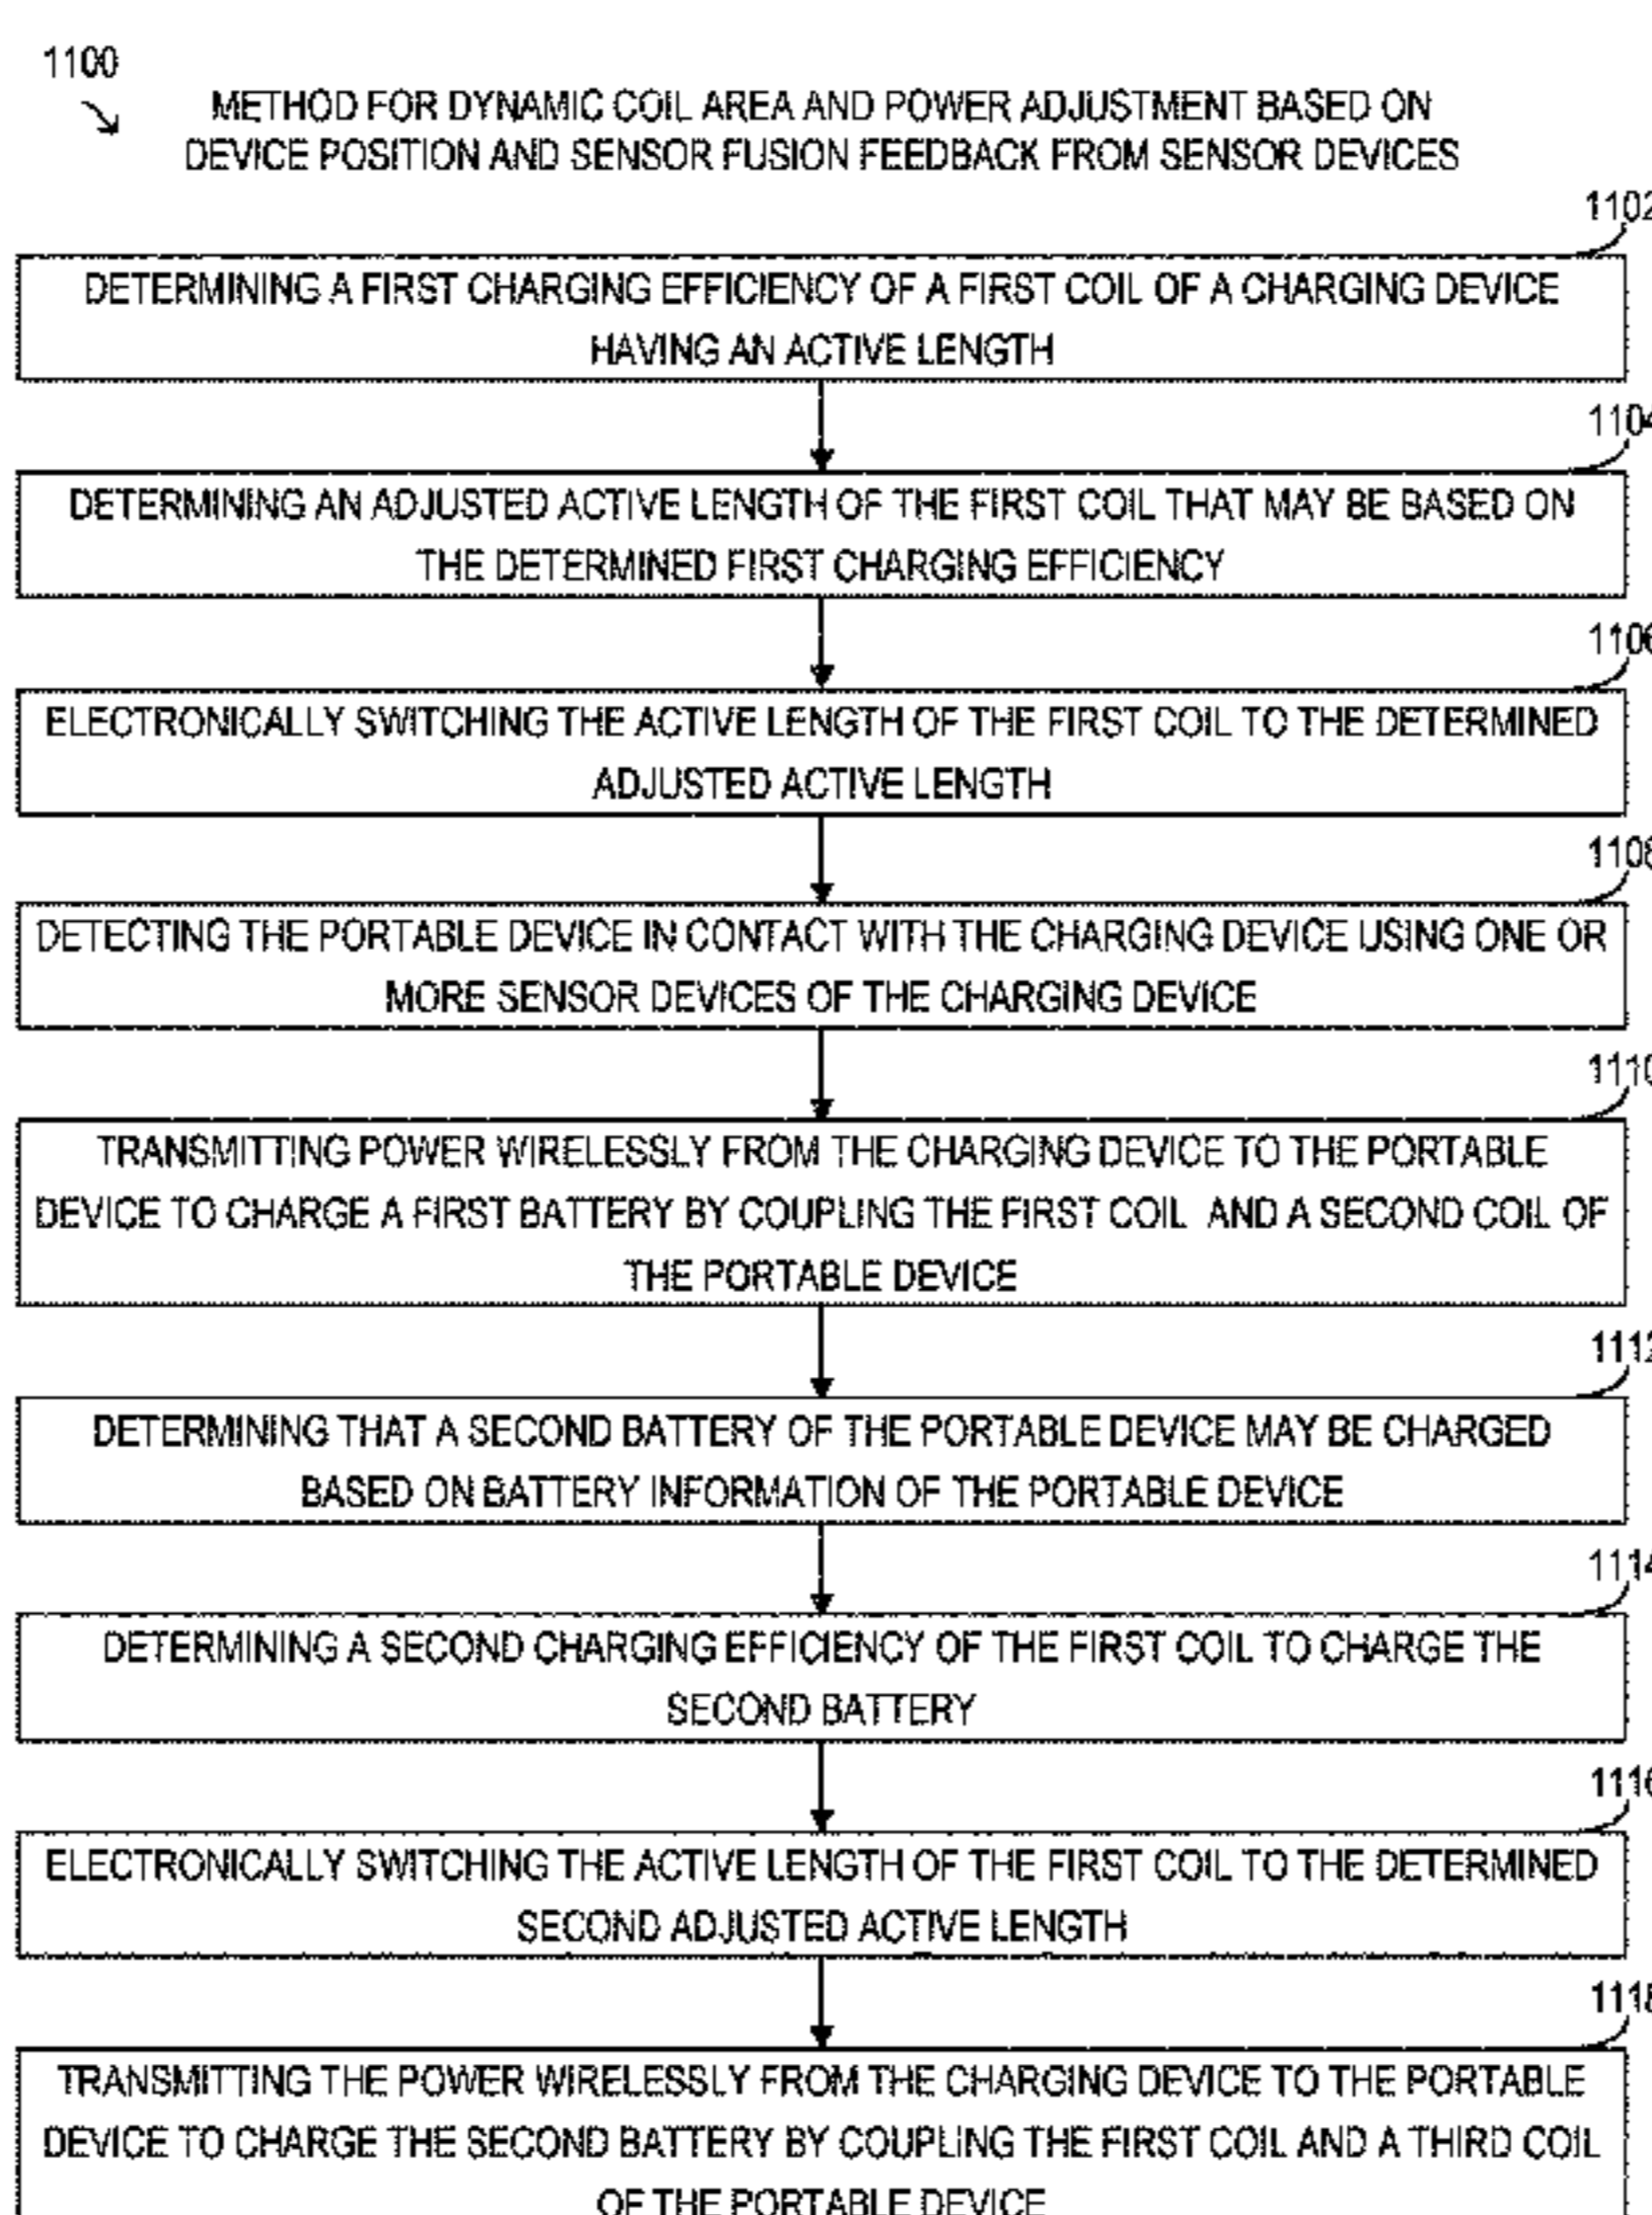 1100
METHOD FOR DYNAMIC COIL AREA AND POWER ADJUSTMENT BASED ON
DEVICE POSITION AND SENSOR FUSION FEEDBACK FROM SENSOR DEVICES
1102
DETERMINING A FIRST CHARGING EFFICIENCY OF A FIRST COIL OF A CHARGING DEVICE
HAVING AN ACTIVE LENGTH
1104
DETERMINING AN ADJUSTED ACTIVE LENGTH OF THE FIRST COIL THAT MAY BE BASED ON
THE DETERMINED FIRST CHARGING EFFICIENCY
1106
ELECTRONICALLY SWITCHING THE ACTIVE LENGTH OF THE FIRST COIL TO THE DETERMINED
ADJUSTED ACTIVE LENGTH
1108
DETECTING THE PORTABLE DEVICE IN CONTACT WITH THE CHARGING DEVICE USING ONE OR
MORE SENSOR DEVICES OF THE CHARGING DEVICE
1110
TRANSMITTING POWER WIRELESSLY FROM THE CHARGING DEVICE TO THE PORTABLE
DEVICE TO CHARGE A FIRST BATTERY BY COUPLING THE FIRST COIL AND A SECOND COIL OF
THE PORTABLE DEVICE
1112
DETERMINING THAT A SECOND BATTERY OF THE PORTABLE DEVICE MAY BE CHARGED
BASED ON BATTERY INFORMATION OF THE PORTABLE DEVICE
1114
DETERMINING A SECOND CHARGING EFFICIENCY OF THE FIRST COIL TO CHARGE THE
SECOND BATTERY
1116
ELECTRONICALLY SWITCHING THE ACTIVE LENGTH OF THE FIRST COIL TO THE DETERMINED
SECOND ADJUSTED ACTIVE LENGTH
1118
TRANSMITTING THE POWER WIRELESSLY FROM THE CHARGING DEVICE TO THE PORTABLE
DEVICE TO CHARGE THE SECOND BATTERY BY COUPLING THE FIRST COIL AND A THIRD COIL
OF THE PORTABLE DEVICE